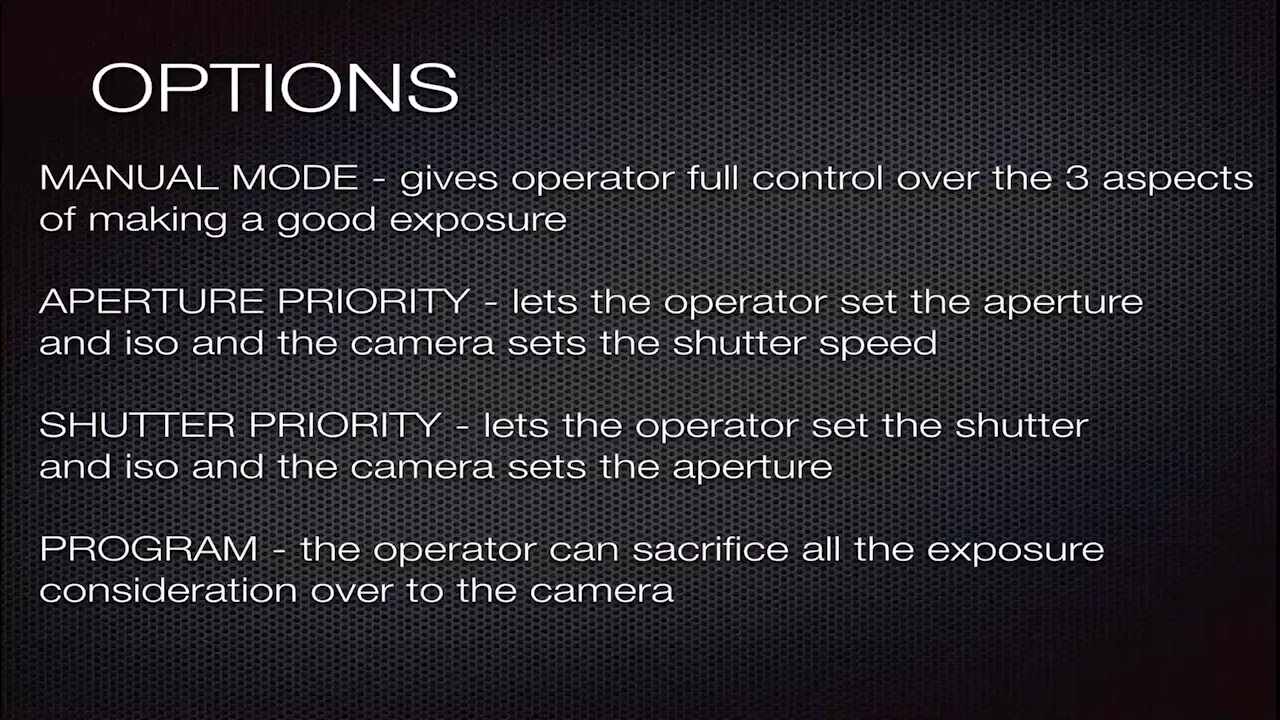 OPTIONS
MANUAL MODE - gives operator full control over the 3 aspects
of making a good exposure
APERTURE PRIORITY - lets the operator set the aperture
and iso and the camera sets the shutter speed
SHUTTER PRIORITY - lets the operator set the shutter
and iso and the camera sets the aperture
PROGRAM - the operator can sacrifice all the exposure
consideration over to the camera